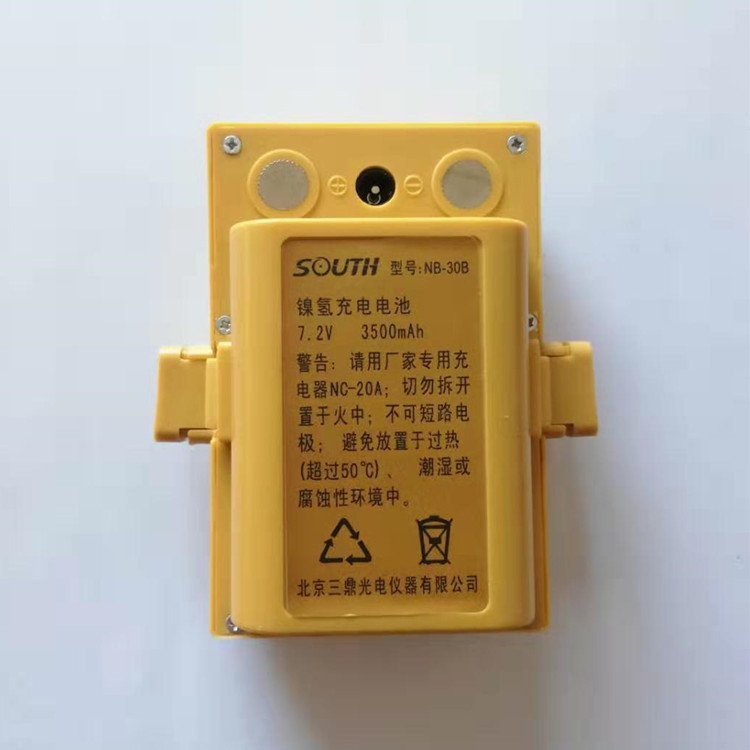 ⊕ ⊖
SOUTH 型号:NB-30B
镍氢充电电池
7.2V 3500mAh
警告: 请用厂家专用充
电器NC-20A; 切勿拆开
置于火中; 不可短路电
极; 避免放置于过热
(超过50℃)、 潮湿或
腐蚀性环境中。
北京三鼎光电仪器有限公司